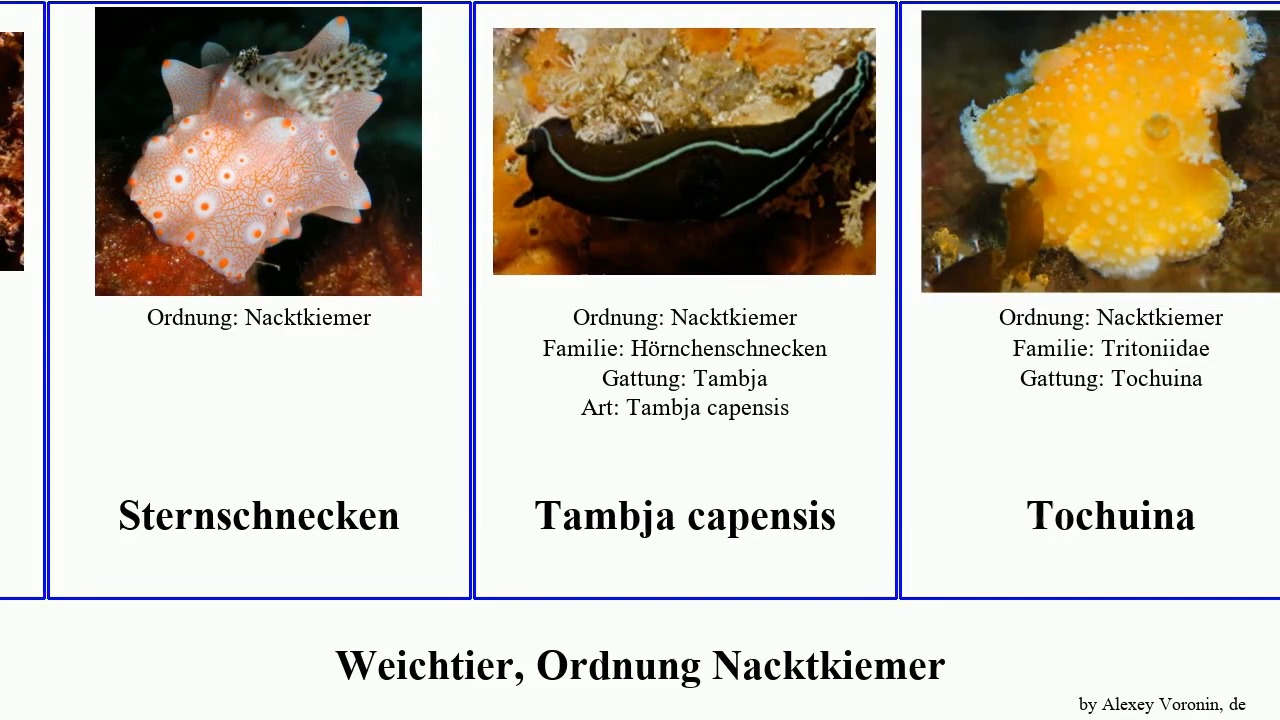 Ordnung: Nacktkiemer
Sternschnecken
Ordnung: Nacktkiemer
Familie: Hörnchenschnecken
Gattung: Tambja
Art: Tambja capensis
Tambja capensis
Ordnung: Nacktkiemer
Familie: Tritoniidae
Gattung: Tochuina
Tochuina
Weichtier, Ordnung Nacktkiemer
by Alexey Voronin, de